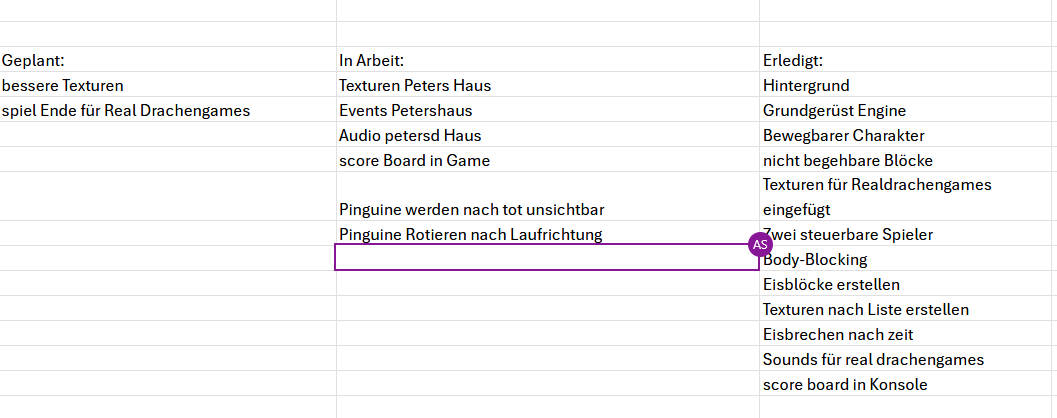 Geplant:
In Arbeit:
Erledigt:
bessere Texturen
Texturen Peters Haus
Hintergrund
spiel Ende für Real Drachengames
Events Petershaus
Grundgerüst Engine
Audio petersd Haus
Bewegbarer Charakter
score Board in Game
nicht begehbare Blöcke
Texturen für Realdrachengames
eingefügt
Pinguine werden nach tot unsichtbar
Pinguine Rotieren nach Laufrichtung
Zwei steuerbare Spieler
AS
Body-Blocking
Eisblöcke erstellen
Texturen nach Liste erstellen
Eisbrechen nach zeit
Sounds für real drachengames
score board in Konsole